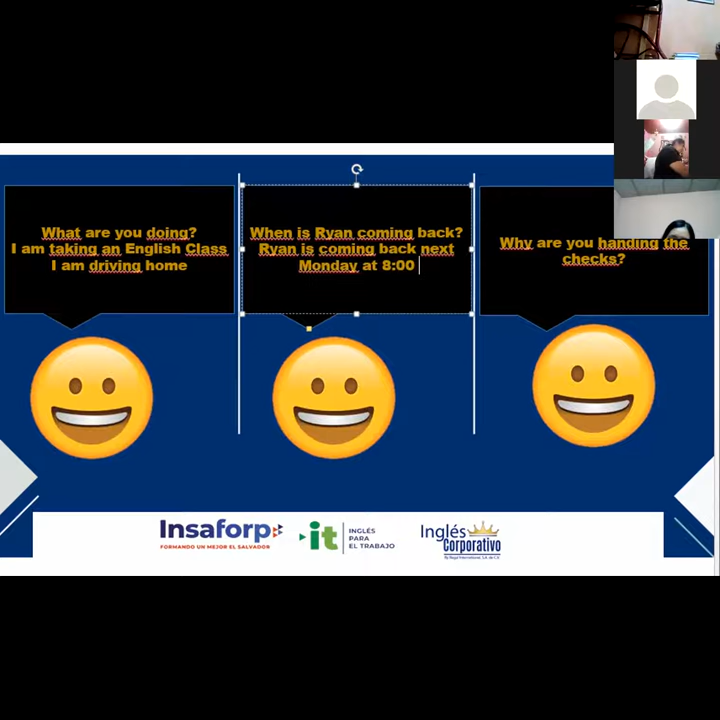 What are you doing?
I am taking an English Class
I am driving home
When is Ryan coming back?
Ryan is coming back next
Monday at 8:00
Why are you handing the
checks?
Insaforp
FORMANDO UN MEJOR EL SALVADOR
it
INGLÉS
PARA
EL TRABAJO
Inglés
Corporativo